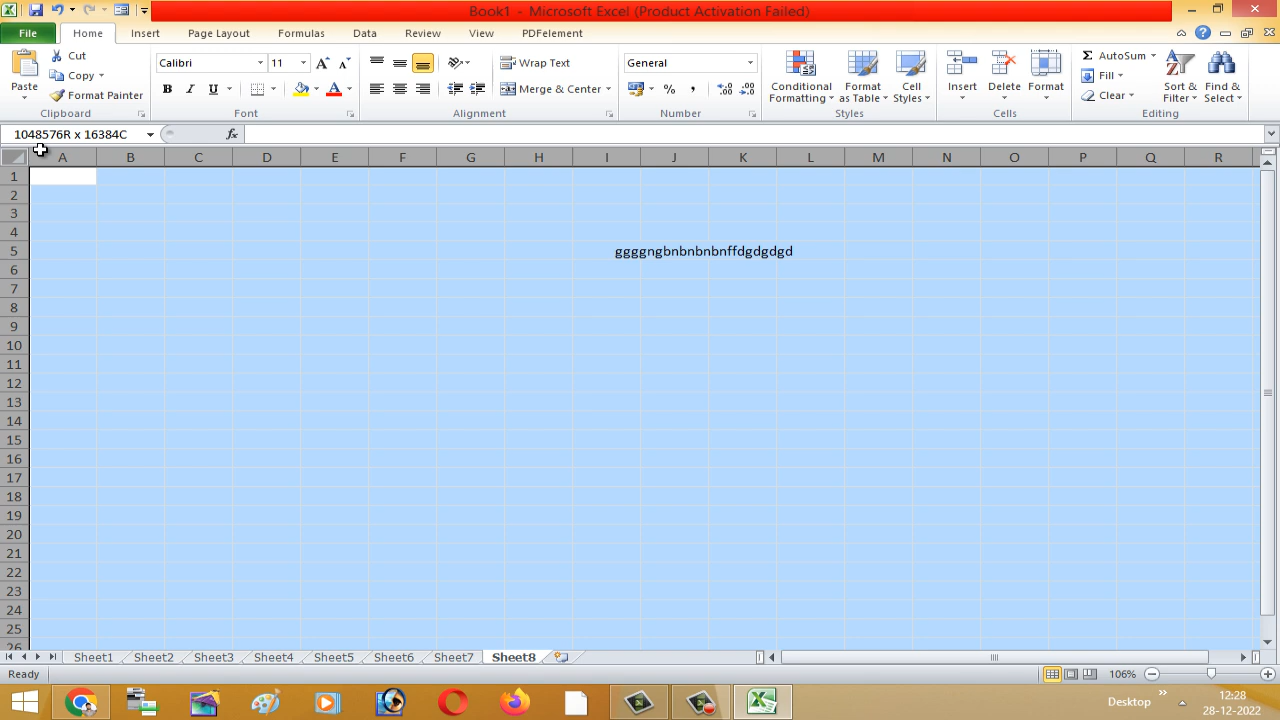 Book1 - Microsoft Excel (Product Activation Failed)
File Home Insert Page Layout Formulas Data Review View PDFelement
Paste
Cut
Copy
Format Painter
Clipboard
Calibri 11 A A
B I U A
Font
Wrap Text
Merge & Center
Alignment
General
% ,
Number
Conditional Formatting
Format as Table
Cell Styles
Styles
Insert
Delete
Format
Cells
Σ AutoSum
Fill
Clear
Sort & Filter
Find & Select
Editing
1048576R x 16384C fx
A B C D E F G H I J K L M N O P Q R
1
2
3
4
5 ggggngbnbnbnbnffdgdgdgd
6
7
8
9
10
11
12
13
14
15
16
17
18
19
20
21
22
23
24
25
26
Sheet1 Sheet2 Sheet3 Sheet4 Sheet5 Sheet6 Sheet7 Sheet8
Ready 106%
Desktop 12:28
28-12-2022